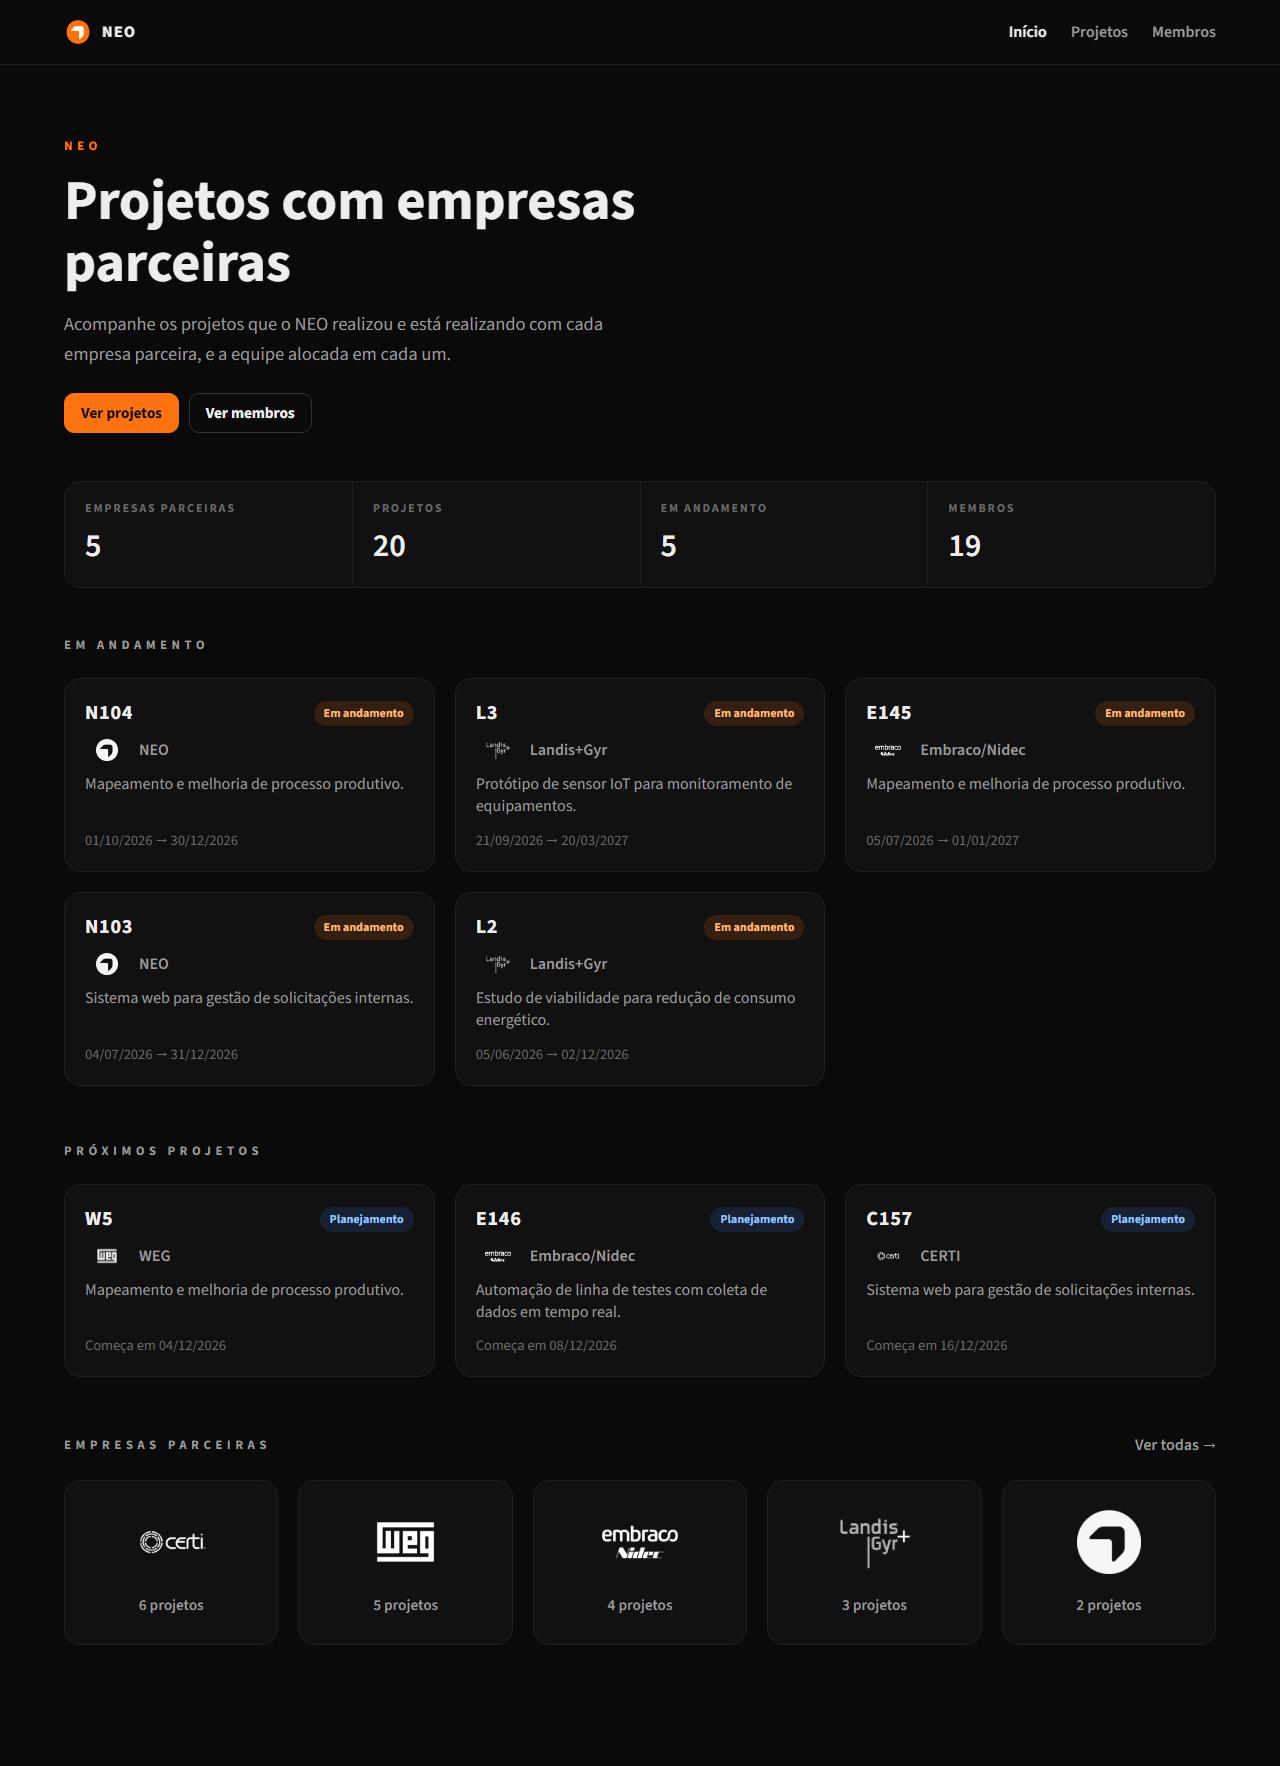 NEO
Início
Projetos
Membros
NEO
Projetos com empresas
parceiras
Acompanhe os projetos que o NEO realizou e está realizando com cada
empresa parceira, e a equipe alocada em cada um.
Ver projetos
Ver membros
EMPRESAS PARCEIRAS
5
PROJETOS
20
EM ANDAMENTO
5
MEMBROS
19
EM ANDAMENTO
N104
Em andamento
NEO
Mapeamento e melhoria de processo produtivo.
01/10/2026 → 30/12/2026
L3
Em andamento
Landis+
Gyr
Landis+Gyr
Protótipo de sensor IoT para monitoramento de
equipamentos.
21/09/2026 → 20/03/2027
E145
Em andamento
embraco
Nidec
Embraco/Nidec
Mapeamento e melhoria de processo produtivo.
05/07/2026 → 01/01/2027
N103
Em andamento
NEO
Sistema web para gestão de solicitações internas.
04/07/2026 → 31/12/2026
L2
Em andamento
Landis+
Gyr
Landis+Gyr
Estudo de viabilidade para redução de consumo
energético.
05/06/2026 → 02/12/2026
PRÓXIMOS PROJETOS
W5
Planejamento
weg
WEG
Mapeamento e melhoria de processo produtivo.
Começa em 04/12/2026
E146
Planejamento
embraco
Nidec
Embraco/Nidec
Automação de linha de testes com coleta de
dados em tempo real.
Começa em 08/12/2026
C157
Planejamento
certi
CERTI
Sistema web para gestão de solicitações internas.
Começa em 16/12/2026
EMPRESAS PARCEIRAS
Ver todas →
certi
6 projetos
weg
5 projetos
embraco
Nidec
4 projetos
Landis+
Gyr
3 projetos
2 projetos